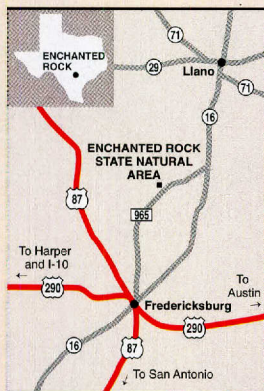 ENCHANTED
ROCK
71
29
Llano
71
16
ENCHANTED ROCK
STATE NATURAL
AREA
87
965
To Harper
and I-10
290
To
Austin
Fredericksburg
290
16
87
To San Antonio